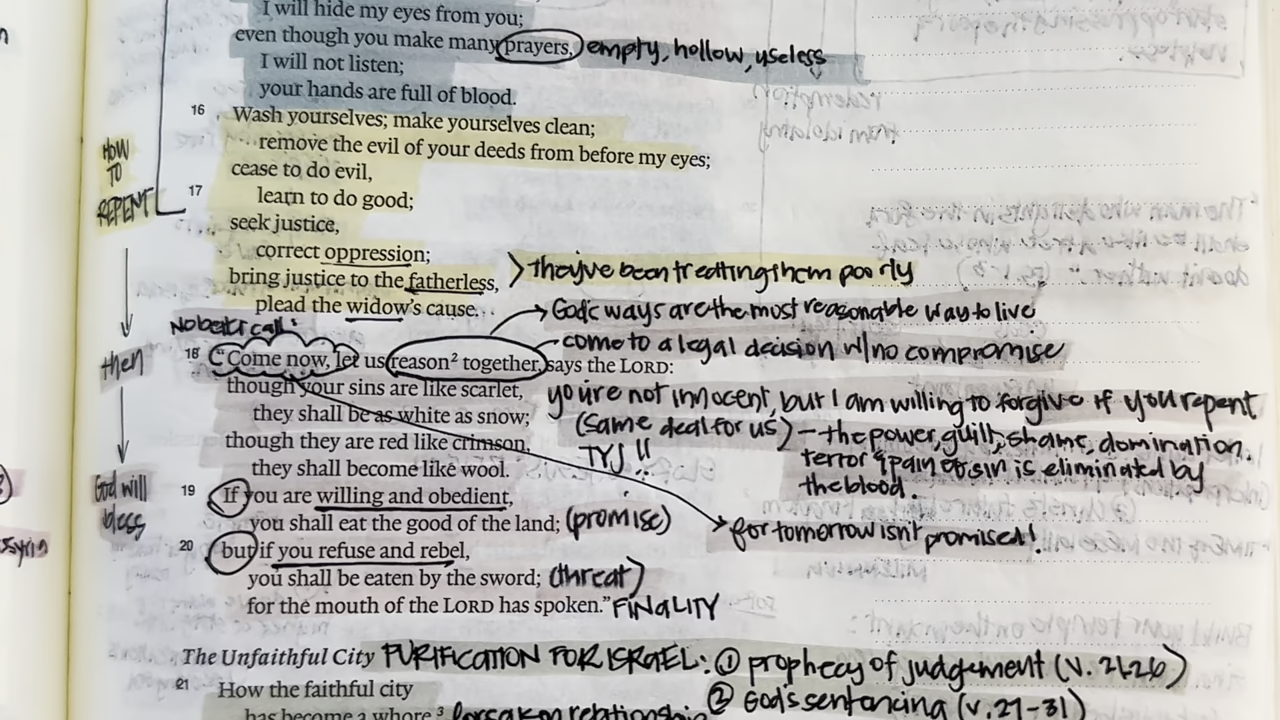 I will hide my eyes from you;
even though you make many prayers, empty, hollow, useless
I will not listen;
your hands are full of blood.
16 Wash yourselves; make yourselves clean;
remove the evil of your deeds from before my eyes;
cease to do evil,
17 learn to do good;
HOW
TO
REPENT
seek justice,
correct oppression;
bring justice to the fatherless, They've been treating them poorly
plead the widow's cause.
God's ways are the most reasonable way to live
come to a legal decision w/no compromise
then
18 "Come now, let us reason² together, says the LORD:
though your sins are like scarlet,
they shall be as white as snow;
though they are red like crimson,
they shall become like wool.
you're not innocent, but I am willing to forgive if you repent
(same deal for us) - the power, guilt, shame, domination,
TYJ!!
terror & pain of sin is eliminated by
the blood.
God will
bless
19 If you are willing and obedient,
you shall eat the good of the land; (promise)
for tomorrow isn't promised!
20 but if you refuse and rebel,
you shall be eaten by the sword; (threat)
for the mouth of the LORD has spoken." FINALITY
The Unfaithful City PURIFICATION FOR ISRAEL: ① prophecy of judgement (v. 21-26)
② God's sentencing (v. 27-31)
21 How the faithful city
has become a whore³ forsaken relationship